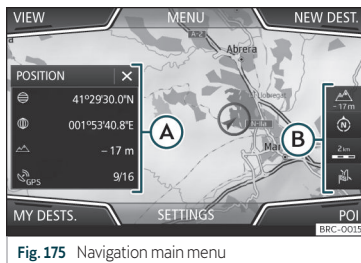 VIEW
MENU
NEW DEST.
A-2
Abrera
POSITION
41°29'30.0"N
001°53'40.8"E
A
− 17 m
GPS 9/16
B
− 17 m
N
2 km
MY DESTS.
SETTINGS
POI
BRC-0015
Fig. 175 Navigation main menu